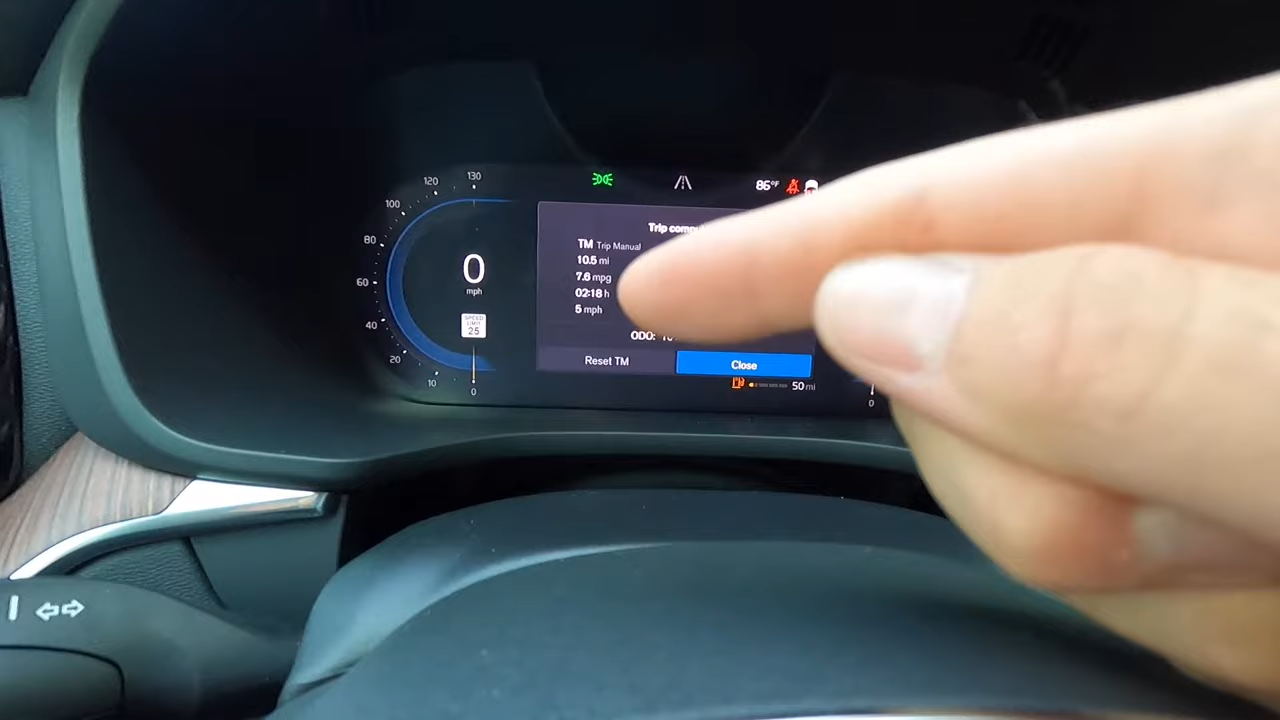 130
120
100
80
60
40
20
10
0
0
mph
SPEED
LIMIT
25
86°F
Trip
TM Trip Manual
10.5 mi
7.6 mpg
02:18 h
5 mph
ODO:
Reset TM
Close
50 mi
0